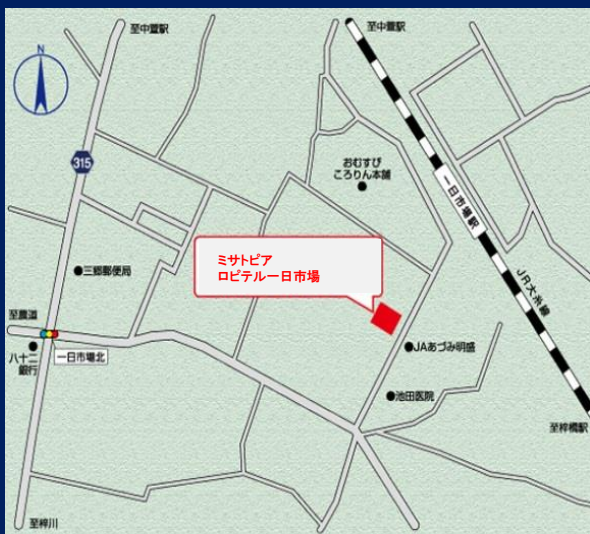 至中萱駅
至中萱駅
N
315
おむすび
ころりん本舗
一日市場駅
ミサトピア
ロピテル一日市場
三郷郵便局
JR大糸線
至農道
八十二
銀行
一日市場北
JAあづみ明盛
池田医院
至梓橋駅
至梓川